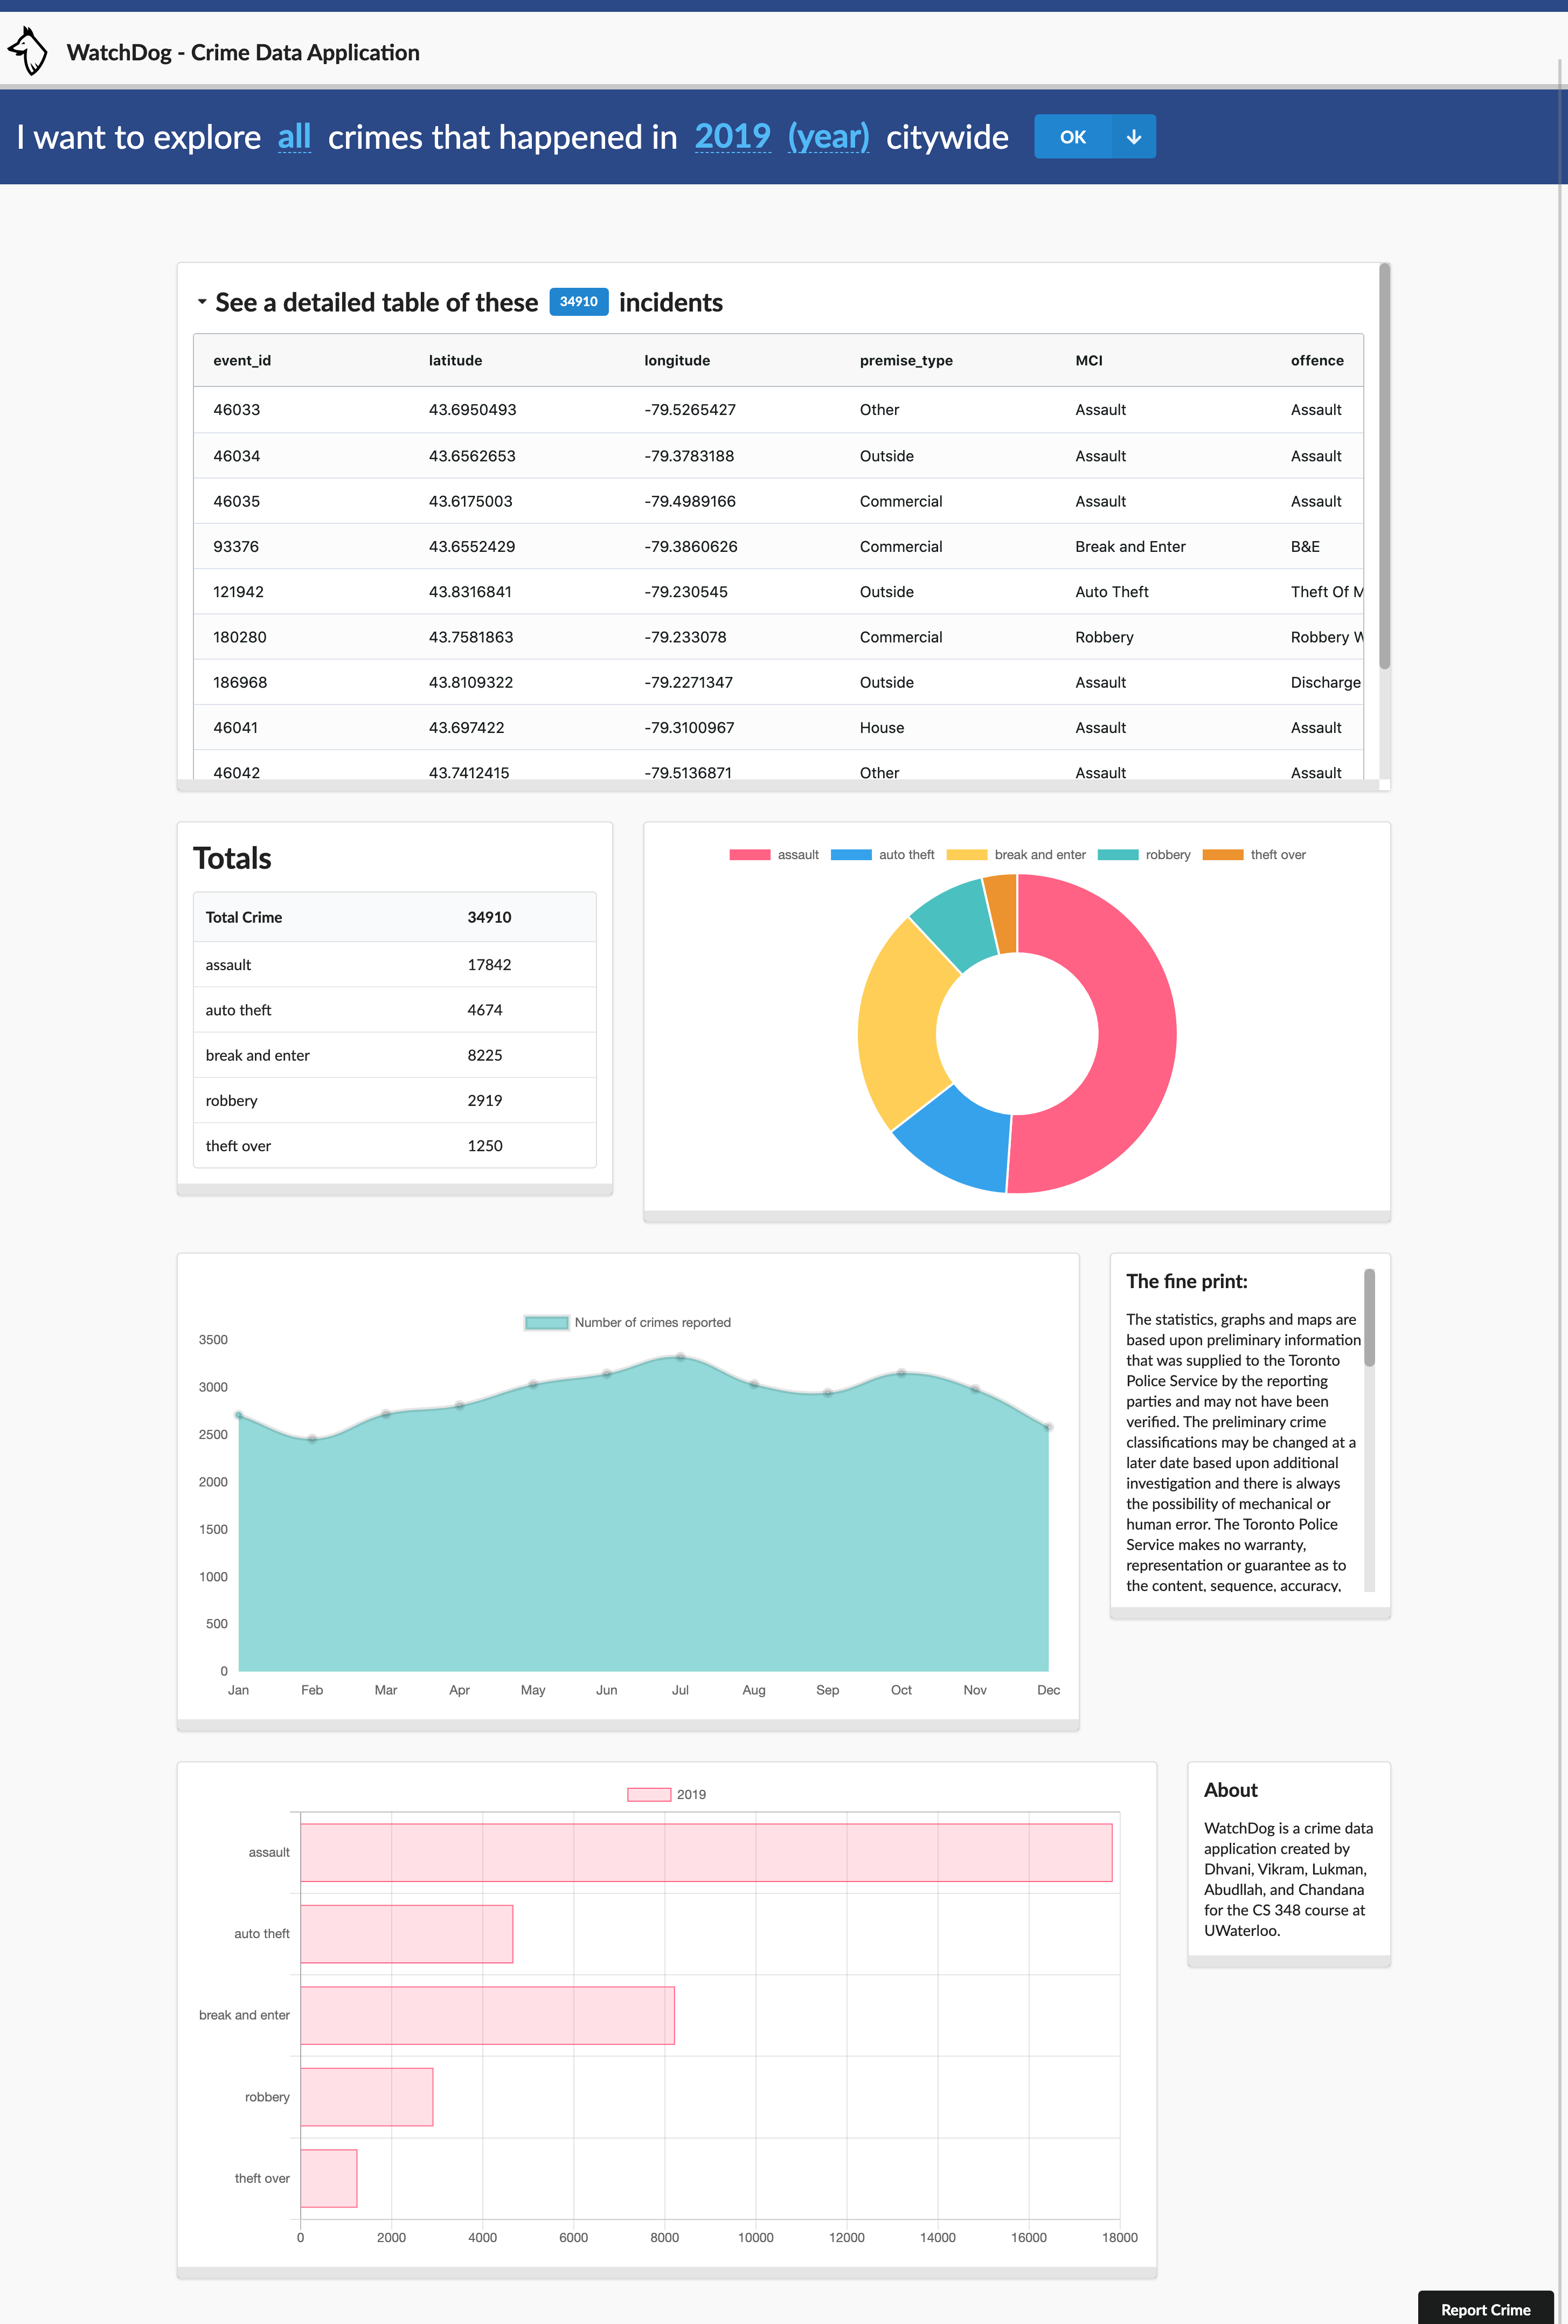 WatchDog - Crime Data Application
I want to explore all crimes that happened in 2019 (year) citywide OK
See a detailed table of these 34910 incidents
event_id latitude longitude premise_type MCI offence
46033 43.6950493 -79.5265427 Other Assault Assault
46034 43.6562653 -79.3783188 Outside Assault Assault
46035 43.6175003 -79.4989166 Commercial Assault Assault
93376 43.6552429 -79.3860626 Commercial Break and Enter B&E
121942 43.8316841 -79.230545 Outside Auto Theft Theft Of M
180280 43.7581863 -79.233078 Commercial Robbery Robbery W
186968 43.8109322 -79.2271347 Outside Assault Discharge
46041 43.697422 -79.3100967 House Assault Assault
46042 43.7412415 -79.5136871 Other Assault Assault
Totals
Total Crime 34910
assault 17842
auto theft 4674
break and enter 8225
robbery 2919
theft over 1250
assault auto theft break and enter robbery theft over
Number of crimes reported
3500
3000
2500
2000
1500
1000
500
0
Jan Feb Mar Apr May Jun Jul Aug Sep Oct Nov Dec
The fine print:
The statistics, graphs and maps are
based upon preliminary information
that was supplied to the Toronto
Police Service by the reporting
parties and may not have been
verified. The preliminary crime
classifications may be changed at a
later date based upon additional
investigation and there is always
the possibility of mechanical or
human error. The Toronto Police
Service makes no warranty,
representation or guarantee as to
the content, sequence, accuracy,
2019
assault
auto theft
break and enter
robbery
theft over
0 2000 4000 6000 8000 10000 12000 14000 16000 18000
About
WatchDog is a crime data
application created by
Dhvani, Vikram, Lukman,
Abudllah, and Chandana
for the CS 348 course at
UWaterloo.
Report Crime